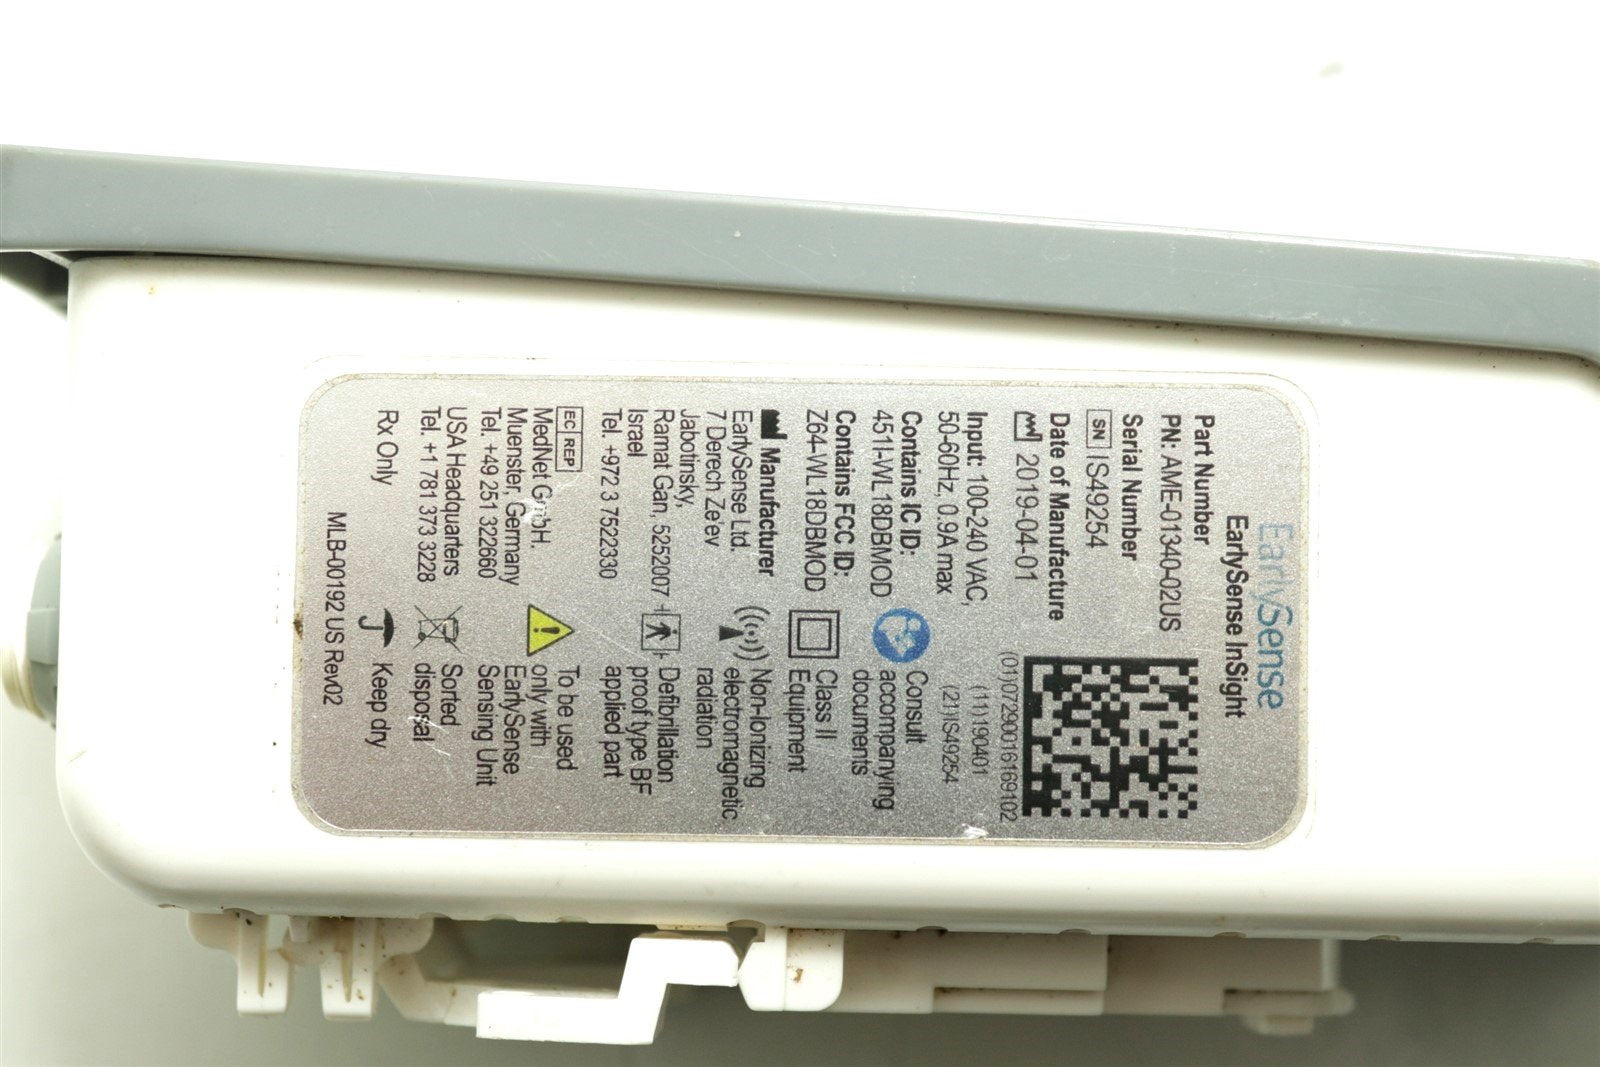 EarlySense
EarlySense InSight
Part Number
PN: AME-01340-02US
Serial Number
SN IS49254
Date of Manufacture
2019-04-01
Input: 100-240 VAC,
50-60Hz, 0.9A max
Contains IC ID:
451I-WL18DBMOD
Contains FCC ID:
Z64-WL18DBMOD
Manufacturer
EarlySense Ltd.
7 Derech Ze'ev
Jabotinsky,
Ramat Gan, 5252007
Israel
Tel. +972 3 7522330
EC REP
MedNet GmbH.
Muenster, Germany
Tel. +49 251 322660
USA Headquarters
Tel. +1 781 373 3228
Rx Only
(01)07290016169102
(11)190401
(21)IS49254
Consult
accompanying
documents
Class II
Equipment
Non-Ionizing
electromagnetic
radiation
Defibrillation
proof type BF
applied part
To be used
only with
EarlySense
Sensing Unit
Sorted
disposal
Keep dry
MLB-00192 US Rev02